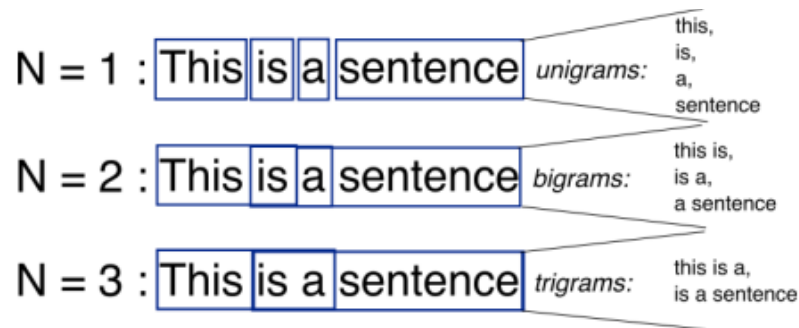 N = 1 : This is a sentence unigrams:
this,
is,
a,
sentence
N = 2 : This is a sentence bigrams:
this is,
is a,
a sentence
N = 3 : This is a sentence trigrams:
this is a,
is a sentence